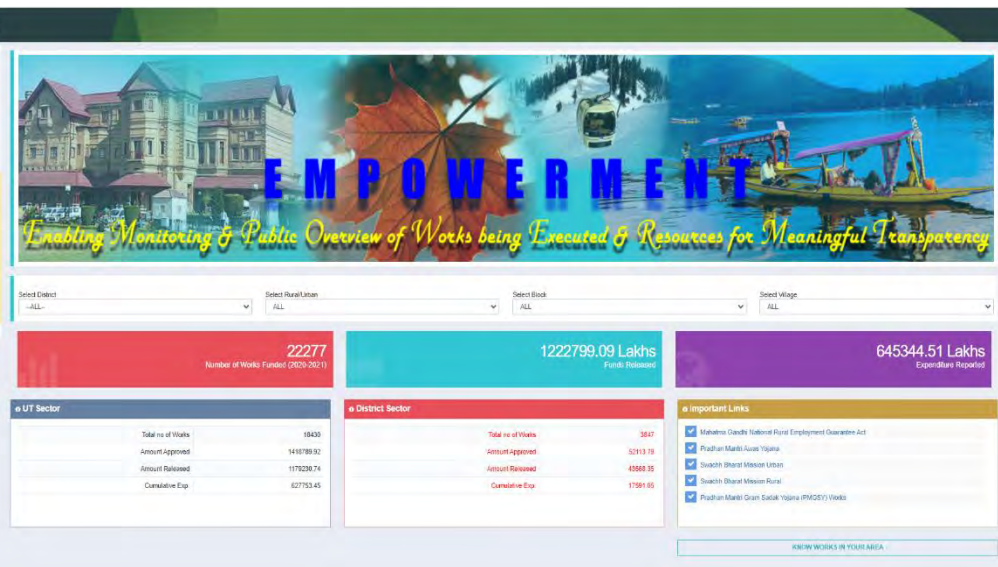 EMPOWERMENT
Enabling Monitoring & Public Overview of Works being Executed & Resources for Meaningful Transparency
Select District
Select Rural/Urban
Select Block
Select Village
--ALL--
ALL
ALL
ALL
22277
Number of Works Funded (2020-2021)
1222799.09 Lakhs
Funds Released
645344.51 Lakhs
Expenditure Reported
UT Sector
Total no of Works 18430
Amount Approved 1418789.92
Amount Released 1179230.74
Cumulative Exp. 627753.45
District Sector
Total no of Works 3847
Amount Approved 52113.79
Amount Released 43568.35
Cumulative Exp. 17591.05
Important Links
Mahatma Gandhi National Rural Employment Guarantee Act
Pradhan Mantri Awas Yojana
Swachh Bharat Mission Urban
Swachh Bharat Mission Rural
Pradhan Mantri Gram Sadak Yojana (PMGSY) Works
KNOW WORKS IN YOUR AREA